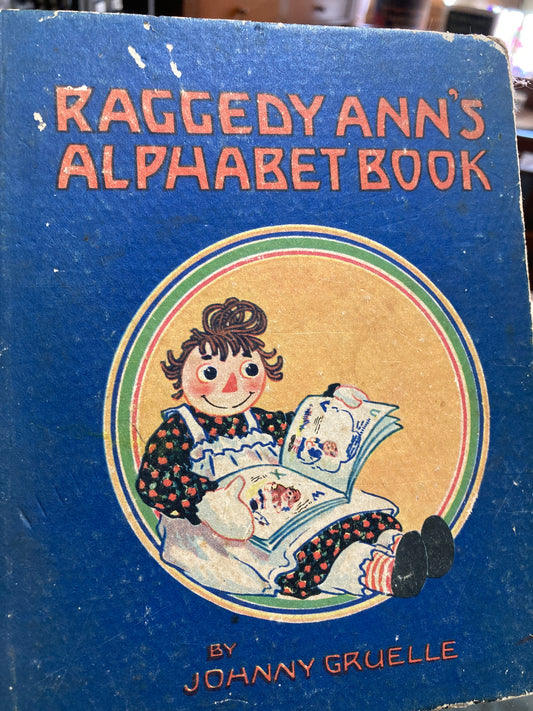 RAGGEDY ANN'S
ALPHABET BOOK
X
W
U
BY
JOHNNY GRUELLE